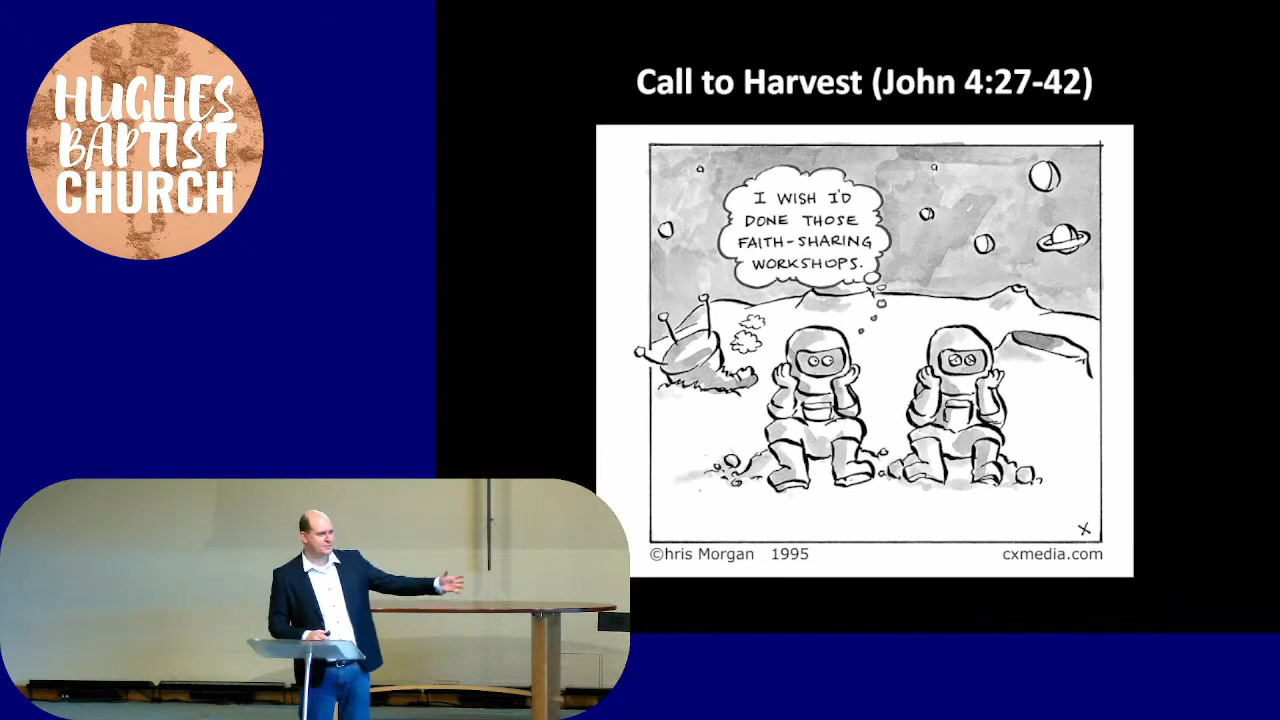 HUGHES
BAPTIST
CHURCH
Call to Harvest (John 4:27-42)
I WISH I'D
DONE THOSE
FAITH-SHARING
WORKSHOPS.
X
©hris Morgan 1995
cxmedia.com